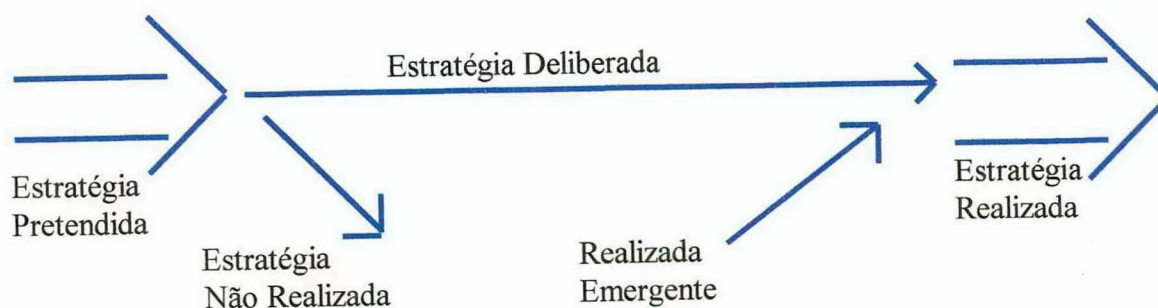 Estratégia Deliberada
Estratégia
Pretendida
Estratégia
Não Realizada
Realizada
Emergente
Estratégia
Realizada